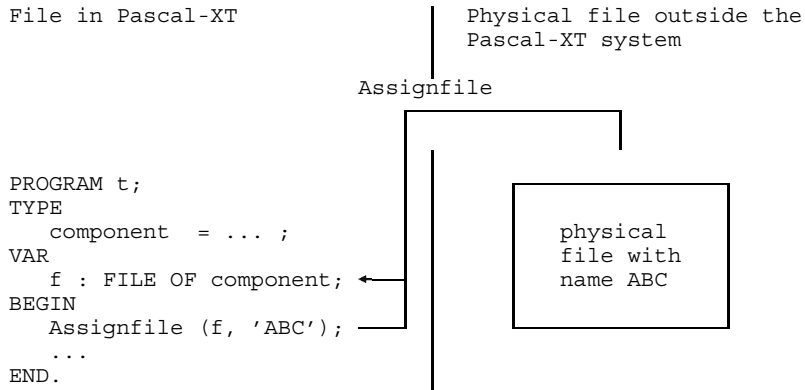 File in Pascal-XT
Physical file outside the
Pascal-XT system
Assignfile
PROGRAM t;
TYPE
component = ... ;
VAR
f : FILE OF component;
BEGIN
Assignfile (f, ’ABC’);
...
END.
physical
file with
name ABC